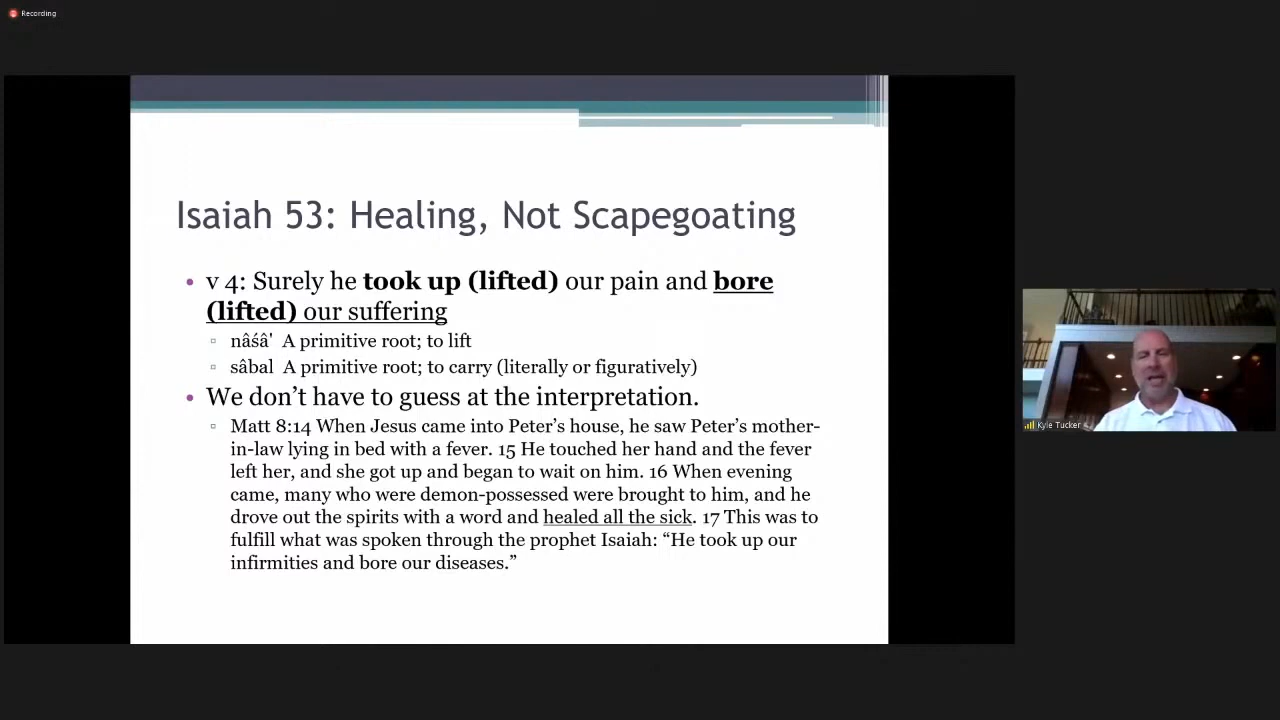 Recording
Isaiah 53: Healing, Not Scapegoating
• v 4: Surely he took up (lifted) our pain and bore
(lifted) our suffering
▫ nâśâ' A primitive root; to lift
▫ sâbal A primitive root; to carry (literally or figuratively)
• We don’t have to guess at the interpretation.
▫ Matt 8:14 When Jesus came into Peter’s house, he saw Peter’s mother-
in-law lying in bed with a fever. 15 He touched her hand and the fever
left her, and she got up and began to wait on him. 16 When evening
came, many who were demon-possessed were brought to him, and he
drove out the spirits with a word and healed all the sick. 17 This was to
fulfill what was spoken through the prophet Isaiah: “He took up our
infirmities and bore our diseases.”
Kyle Tucker